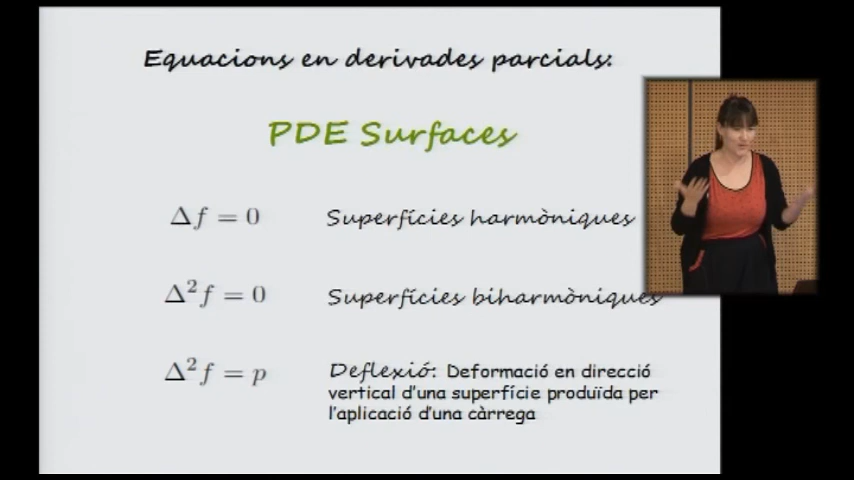 Equacions en derivades parcials:
PDE Surfaces
Δf = 0 Superfícies harmòniques
Δ²f = 0 Superfícies biharmòniques
Δ²f = p Deflexió: Deformació en direcció
vertical d'una superfície produïda per
l'aplicació d'una càrrega